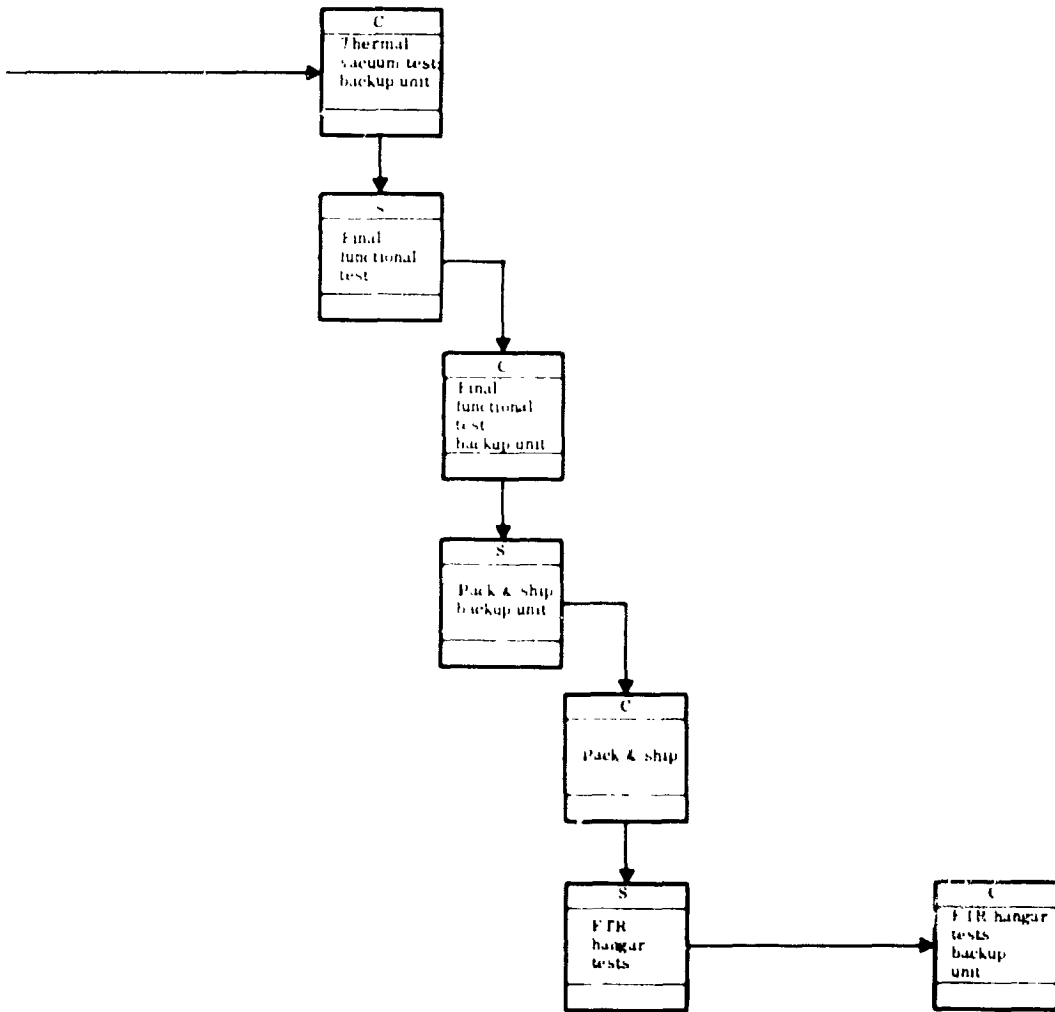 C
Thermal
vacuum tests
backup unit
S
Final
functional
test
C
Final
functional
test
backup unit
S
Pack & ship
backup unit
C
Pack & ship
S
ETR
hangar
tests
C
ETR hangar
tests
backup
unit